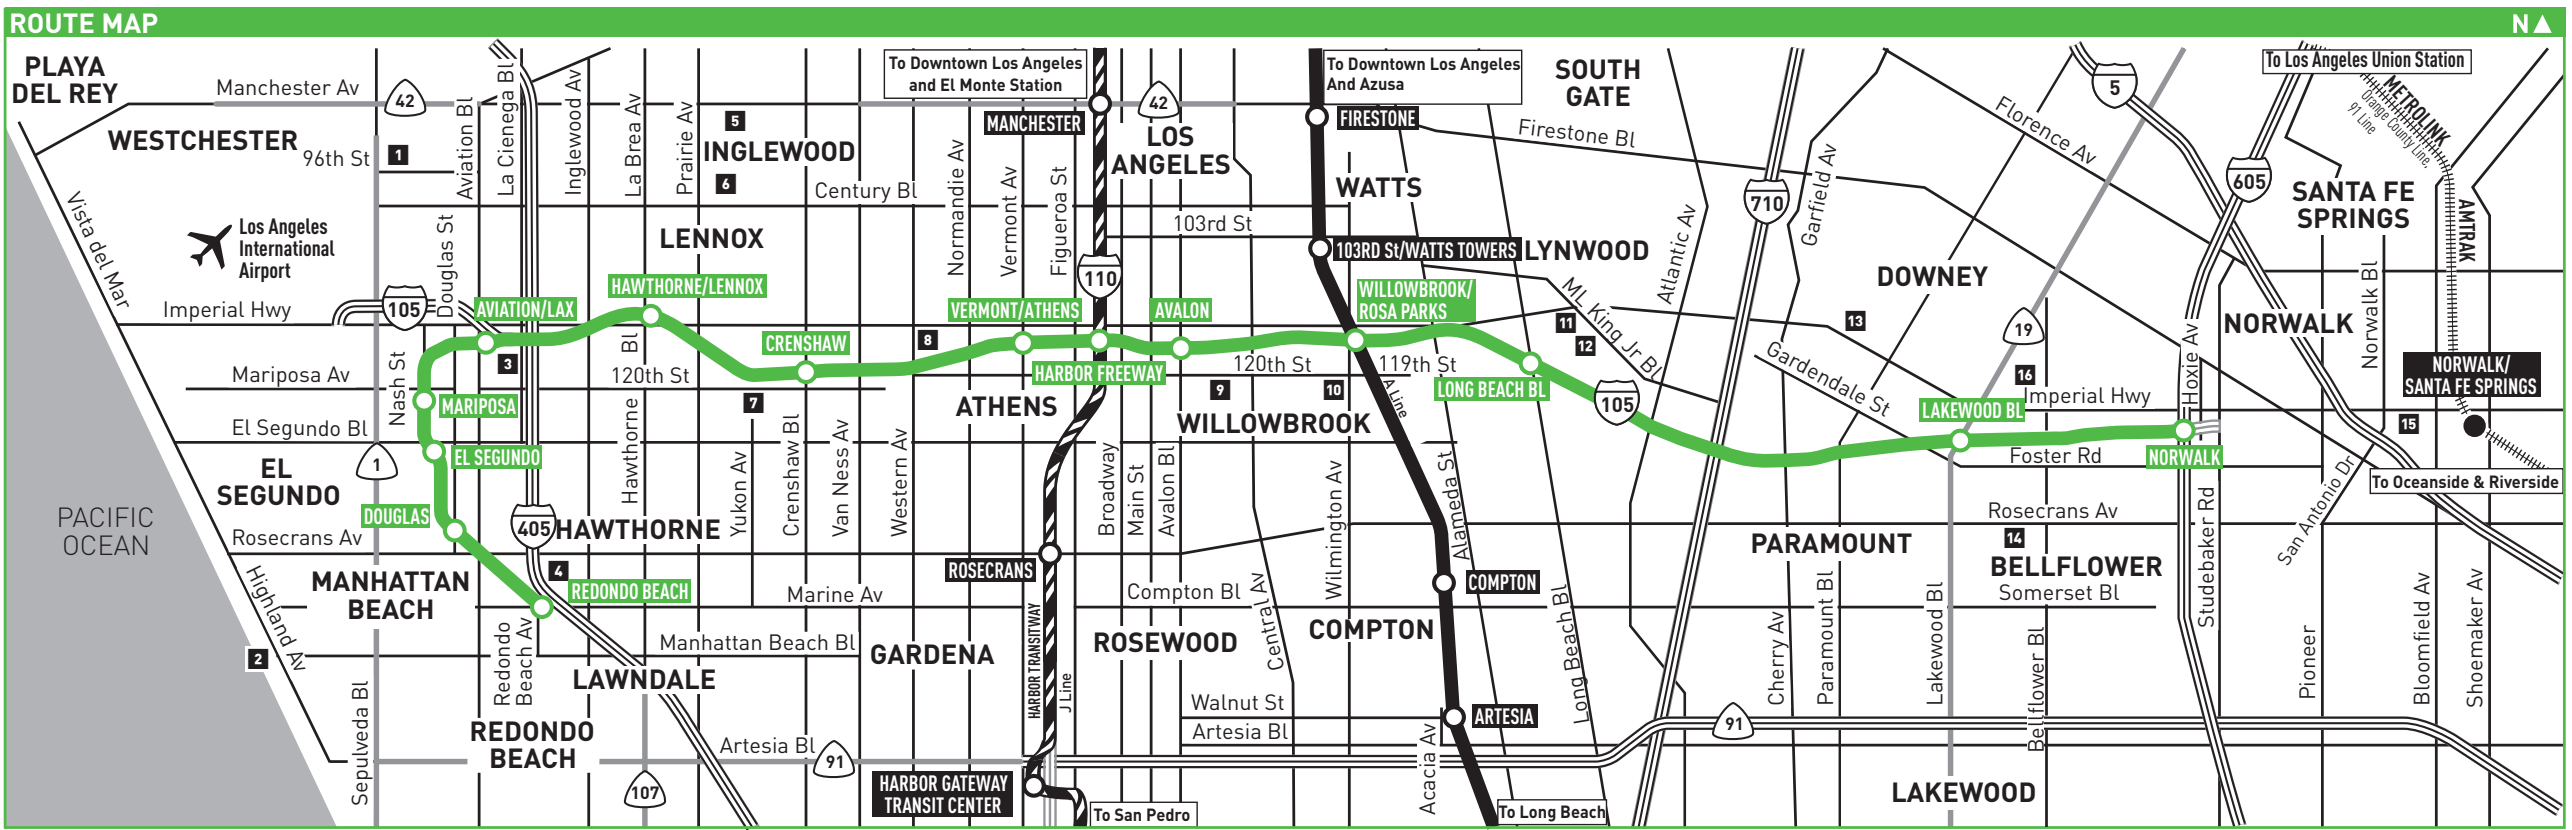 ROUTE MAP
N
PLAYA
DEL REY
Manchester Av
42
WESTCHESTER
96th St
1
Aviation Bl
La Cienega Bl
Inglewood Av
La Brea Av
Prairie Av
5
INGLEWOOD
6
Century Bl
To Downtown Los Angeles
and El Monte Station
MANCHESTER
42
LOS
ANGELES
Normandie Av
Vermont Av
Figueroa St
103rd St
To Downtown Los Angeles
And Azusa
FIRESTONE
WATTS
103RD St/WATTS TOWERS
SOUTH
GATE
Firestone Bl
LYNWOOD
Atlantic Av
710
Garfield Av
Florence Av
5
DOWNEY
To Los Angeles Union Station
METROLINK
Orange County Line,
91 Line
605
SANTA FE
SPRINGS
AMTRAK
Vista del Mar
Los Angeles
International
Airport
Imperial Hwy
105
Douglas St
AVIATION/LAX
LENNOX
HAWTHORNE/LENNOX
CRENSHAW
8
VERMONT/ATHENS
110
HARBOR FREEWAY
AVALON
120th St
WILLOWBROOK/
ROSA PARKS
119th St
A Line
LONG BEACH BL
11
12
ML King Jr Bl
105
13
Gardendale St
19
16
Imperial Hwy
LAKEWOOD BL
Foster Rd
Hoxie Av
NORWALK
NORWALK
Norwalk Bl
NORWALK/
SANTA FE SPRINGS
15
To Oceanside & Riverside
Mariposa Av
Nash St
3
MARIPOSA
El Segundo Bl
1
EL SEGUNDO
EL
SEGUNDO
DOUGLAS
Rosecrans Av
Hawthorne Bl
120th St
7
Yukon Av
Crenshaw Bl
Van Ness Av
Western Av
ATHENS
Broadway
Main St
Avalon Bl
9
10
WILLOWBROOK
Wilmington Av
Alameda St
PACIFIC
OCEAN
405
HAWTHORNE
4
REDONDO BEACH
MANHATTAN
BEACH
Highland Av
2
Marine Av
Manhattan Beach Bl
ROSECRANS
HARBOR TRANSITWAY
J Line
Compton Bl
ROSEWOOD
Central Av
COMPTON
COMPTON
Long Beach Bl
PARAMOUNT
Rosecrans Av
14
BELLFLOWER
Somerset Bl
Studebaker Rd
San Antonio Dr
Sepulveda Bl
Redondo
Beach Av
LAWNDALE
REDONDO
BEACH
107
Artesia Bl
91
GARDENA
HARBOR GATEWAY
TRANSIT CENTER
To San Pedro
Walnut St
Artesia Bl
Acacia Av
ARTESIA
To Long Beach
91
Cherry Av
Paramount Bl
Lakewood Bl
Bellflower Bl
LAKEWOOD
Pioneer
Bloomfield Av
Shoemaker Av